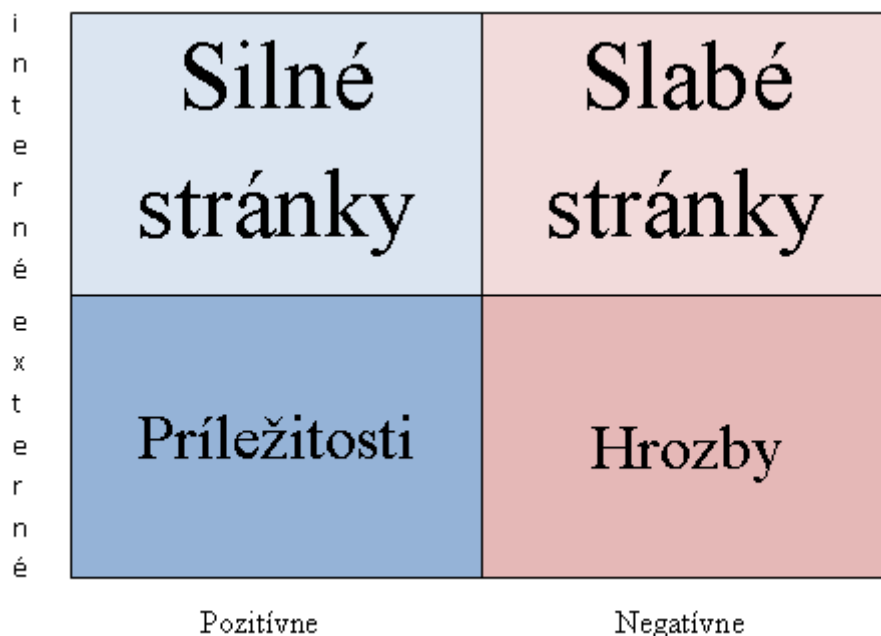 interné
externé
Silné
stránky
Slabé
stránky
Príležitosti
Hrozby
Pozitívne
Negatívne